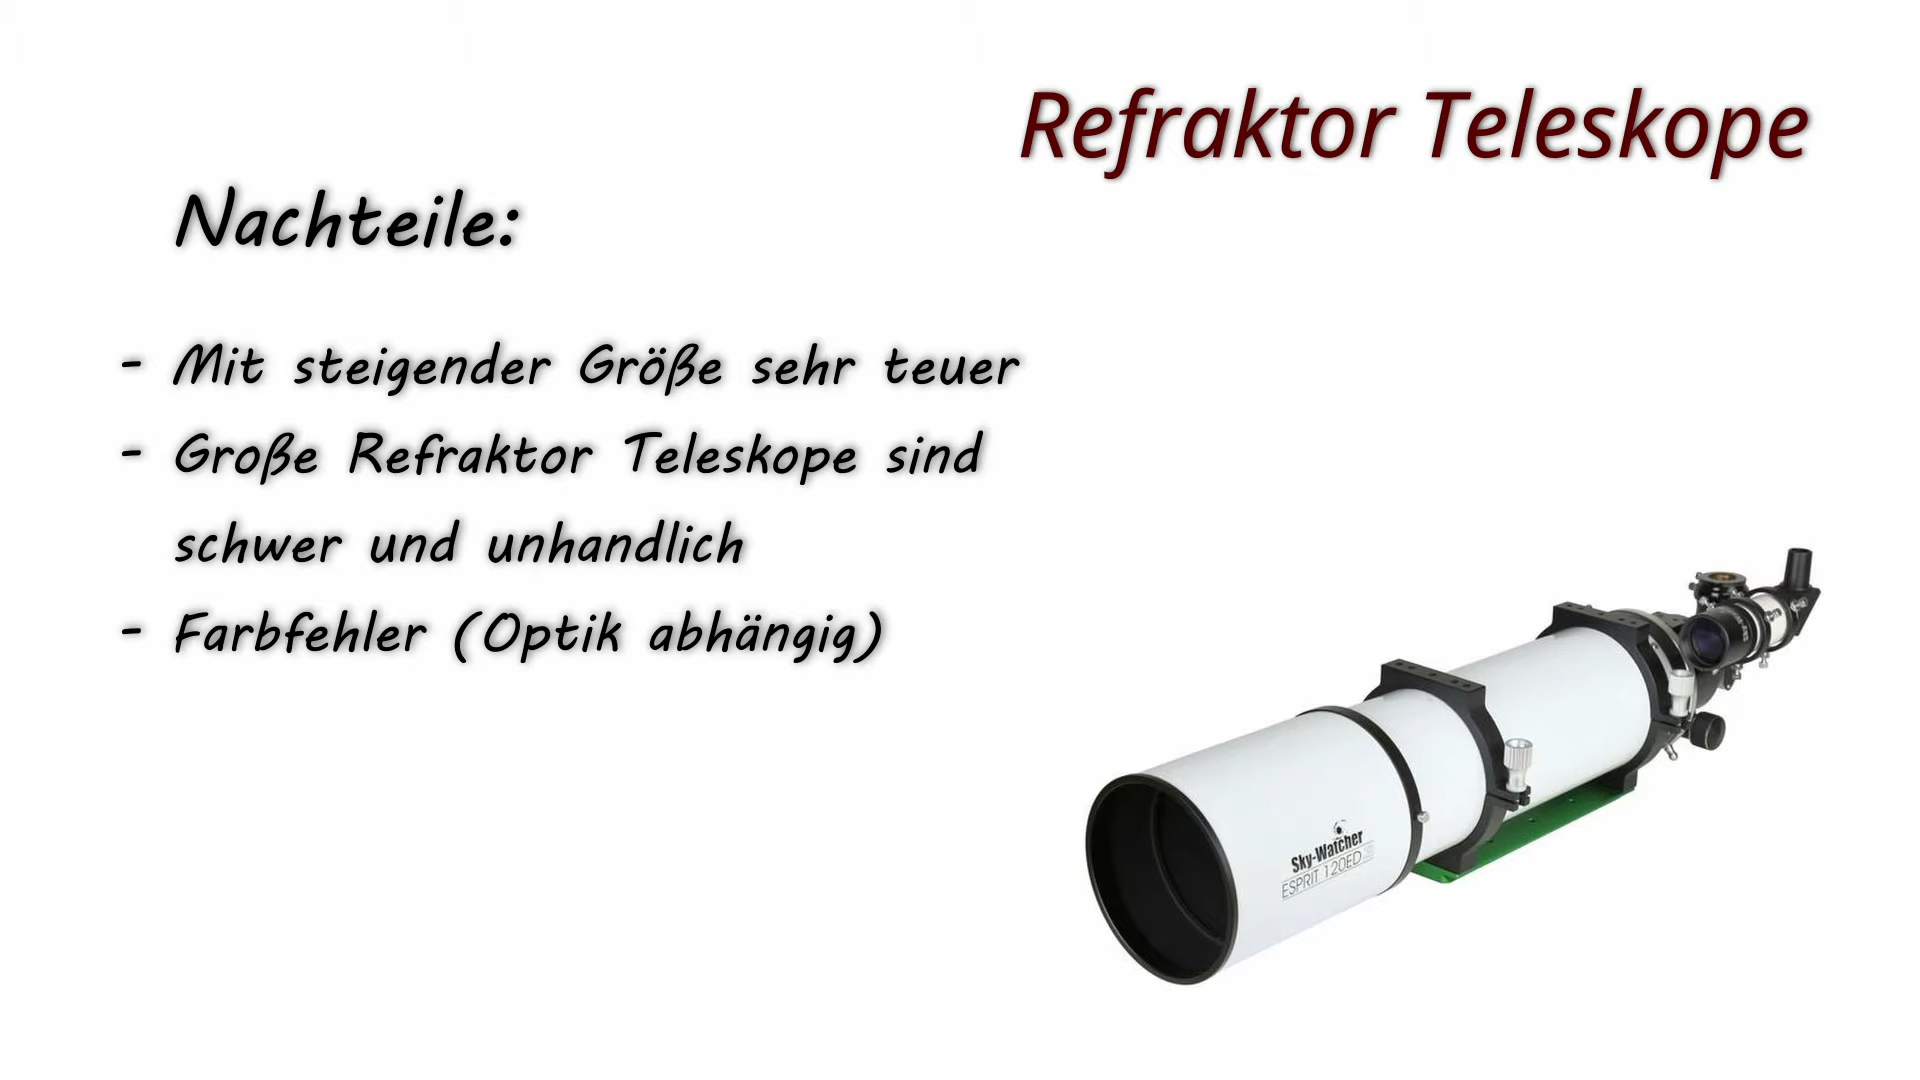 Refraktor Teleskope
Nachteile:
- Mit steigender Größe sehr teuer
- Große Refraktor Teleskope sind
schwer und unhandlich
- Farbfehler (Optik abhängig)
Sky-Watcher
ESPRIT 120ED